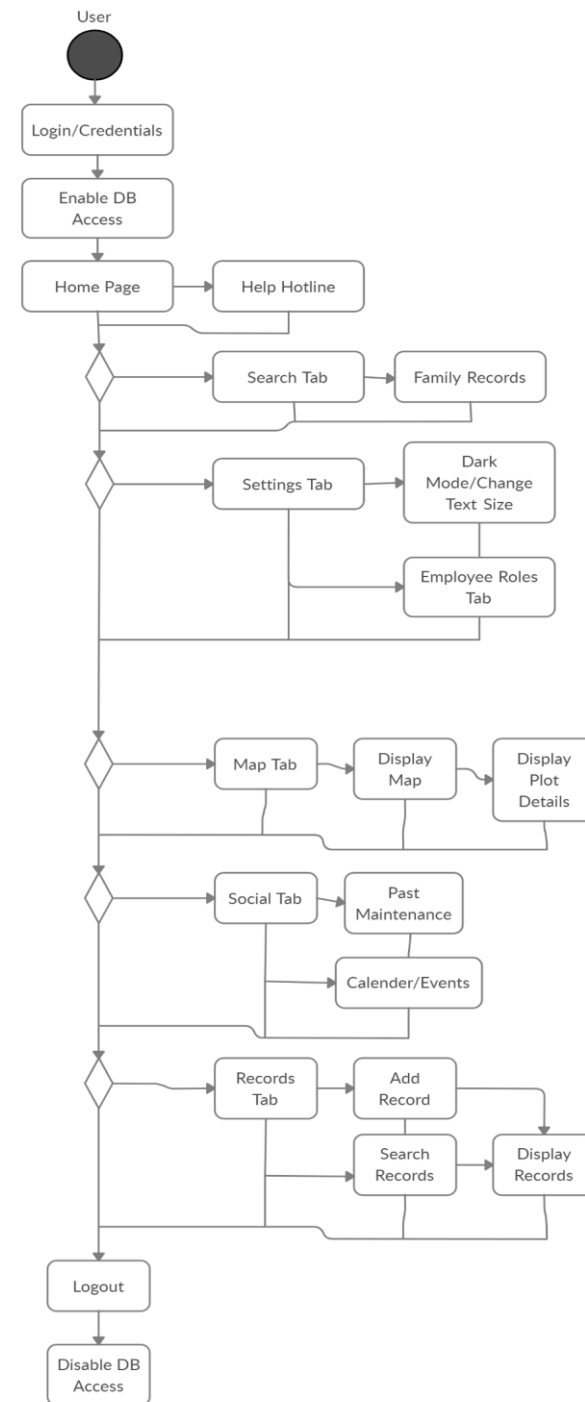 User
Login/Credentials
Enable DB
Access
Home Page
Help Hotline
Search Tab
Family Records
Settings Tab
Dark
Mode/Change
Text Size
Employee Roles
Tab
Map Tab
Display
Map
Display
Plot
Details
Social Tab
Past
Maintenance
Calender/Events
Records
Tab
Add
Record
Search
Records
Display
Records
Logout
Disable DB
Access